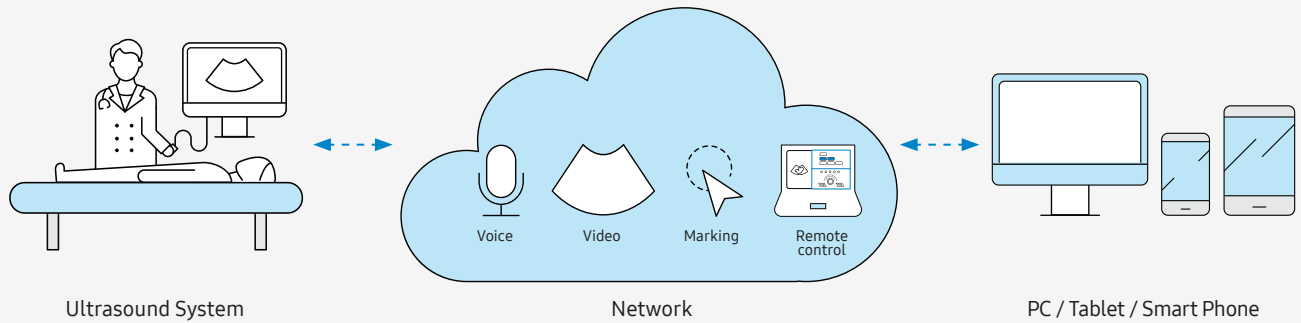 Voice
Video
Marking
Remote
control
Ultrasound System
Network
PC / Tablet / Smart Phone